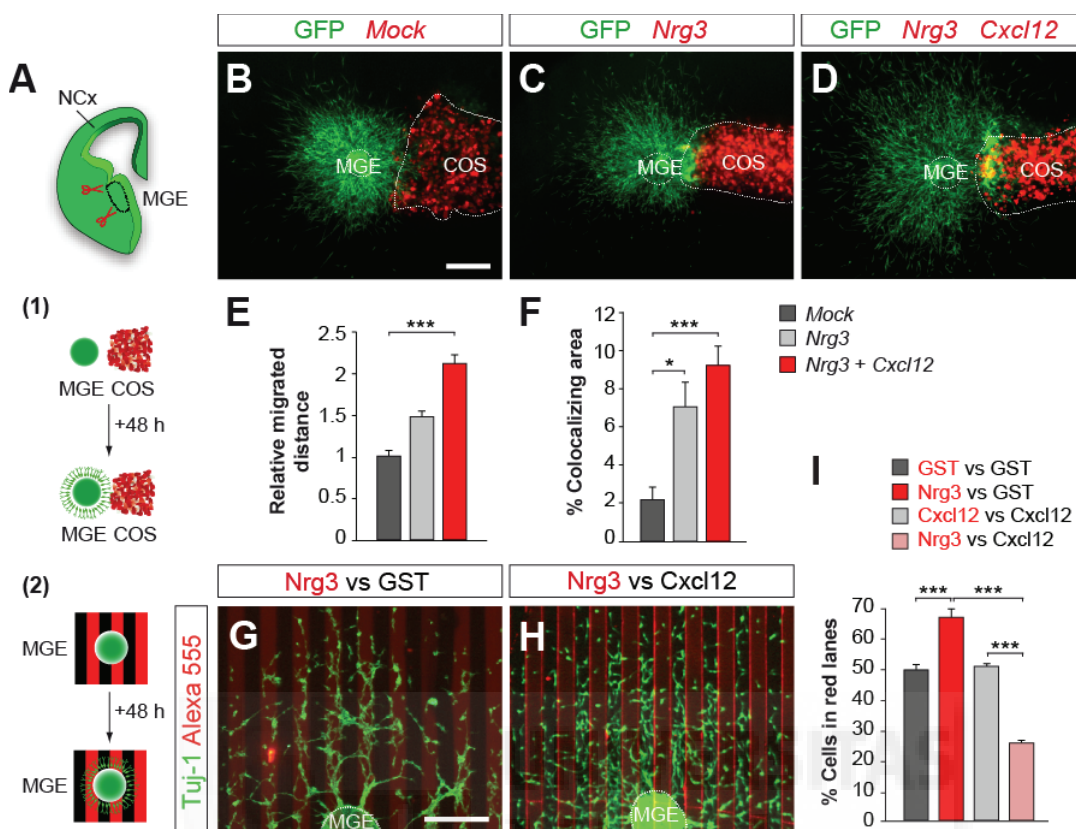 GFP Mock
GFP Nrg3
GFP Nrg3 Cxcl12
A
NCx
MGE
B
MGE
COS
C
MGE
COS
D
MGE
COS
(1)
MGE COS
+48 h
MGE COS
E
Relative migrated
distance
2.5
2
1.5
1
0.5
0
***
F
% Colocalizing area
12
10
8
6
4
2
0
*
***
Mock
Nrg3
Nrg3 + Cxcl12
(2)
MGE
+48 h
MGE
Tuj-1 Alexa 555
Nrg3 vs GST
G
MGE
Nrg3 vs Cxcl12
H
MGE
I
GST vs GST
Nrg3 vs GST
Cxcl12 vs Cxcl12
Nrg3 vs Cxcl12
% Cells in red lanes
70
60
50
40
30
20
10
0
***
***
***